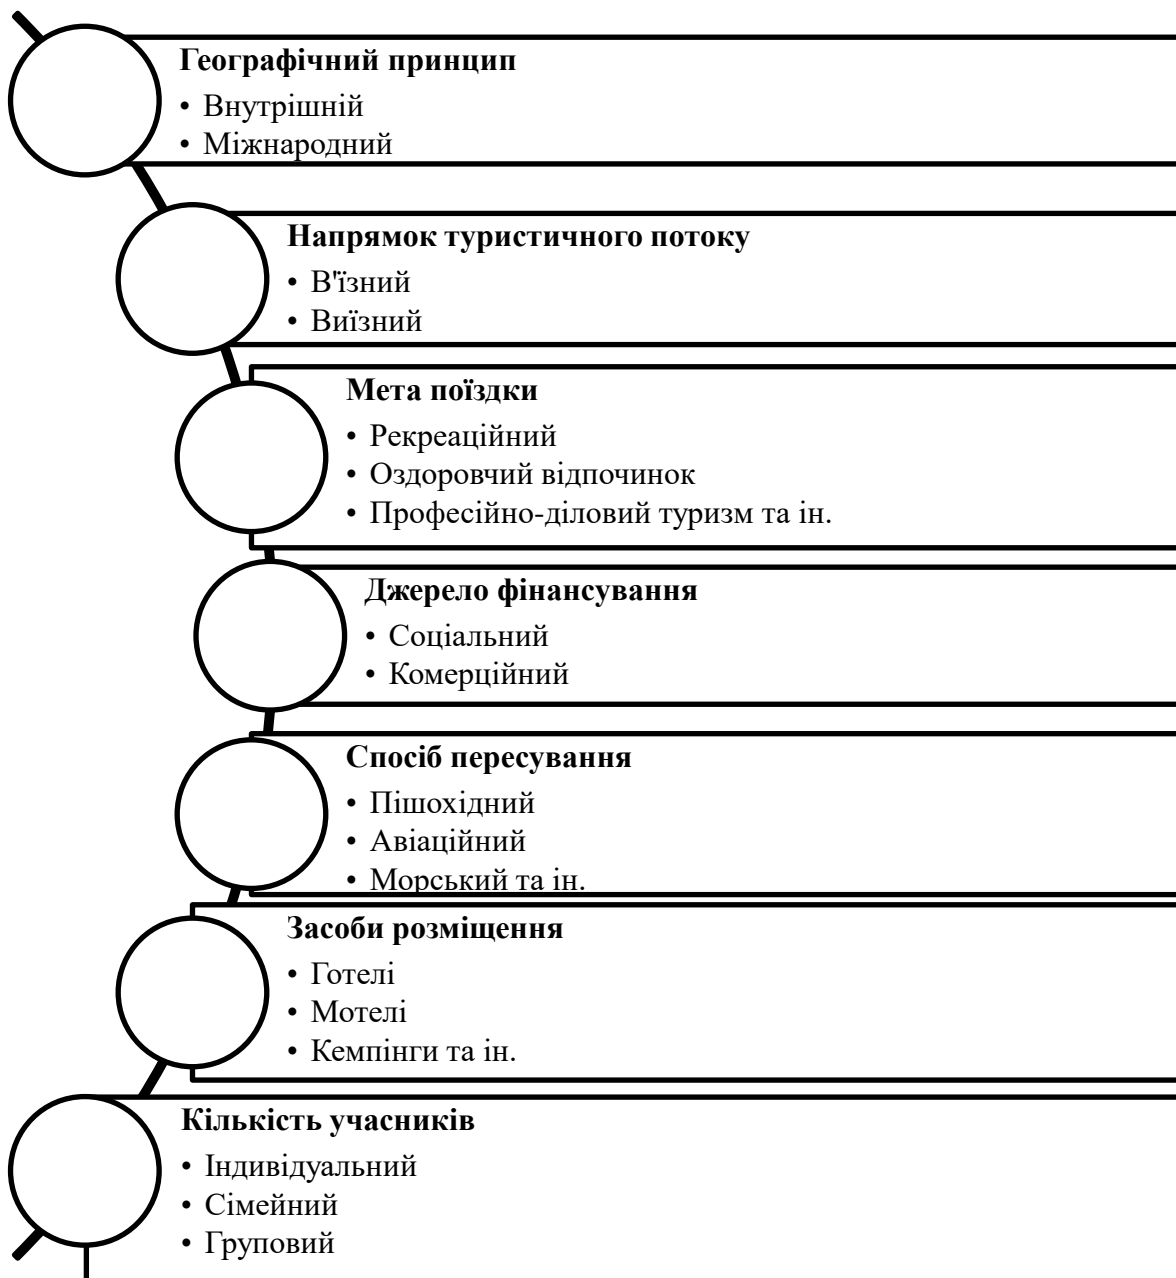 Географічний принцип
• Внутрішній
• Міжнародний
Напрямок туристичного потоку
• В'їзний
• Виїзний
Мета поїздки
• Рекреаційний
• Оздоровчий відпочинок
• Професійно-діловий туризм та ін.
Джерело фінансування
• Соціальний
• Комерційний
Спосіб пересування
• Пішохідний
• Авіаційний
• Морський та ін.
Засоби розміщення
• Готелі
• Мотелі
• Кемпінги та ін.
Кількість учасників
• Індивідуальний
• Сімейний
• Груповий